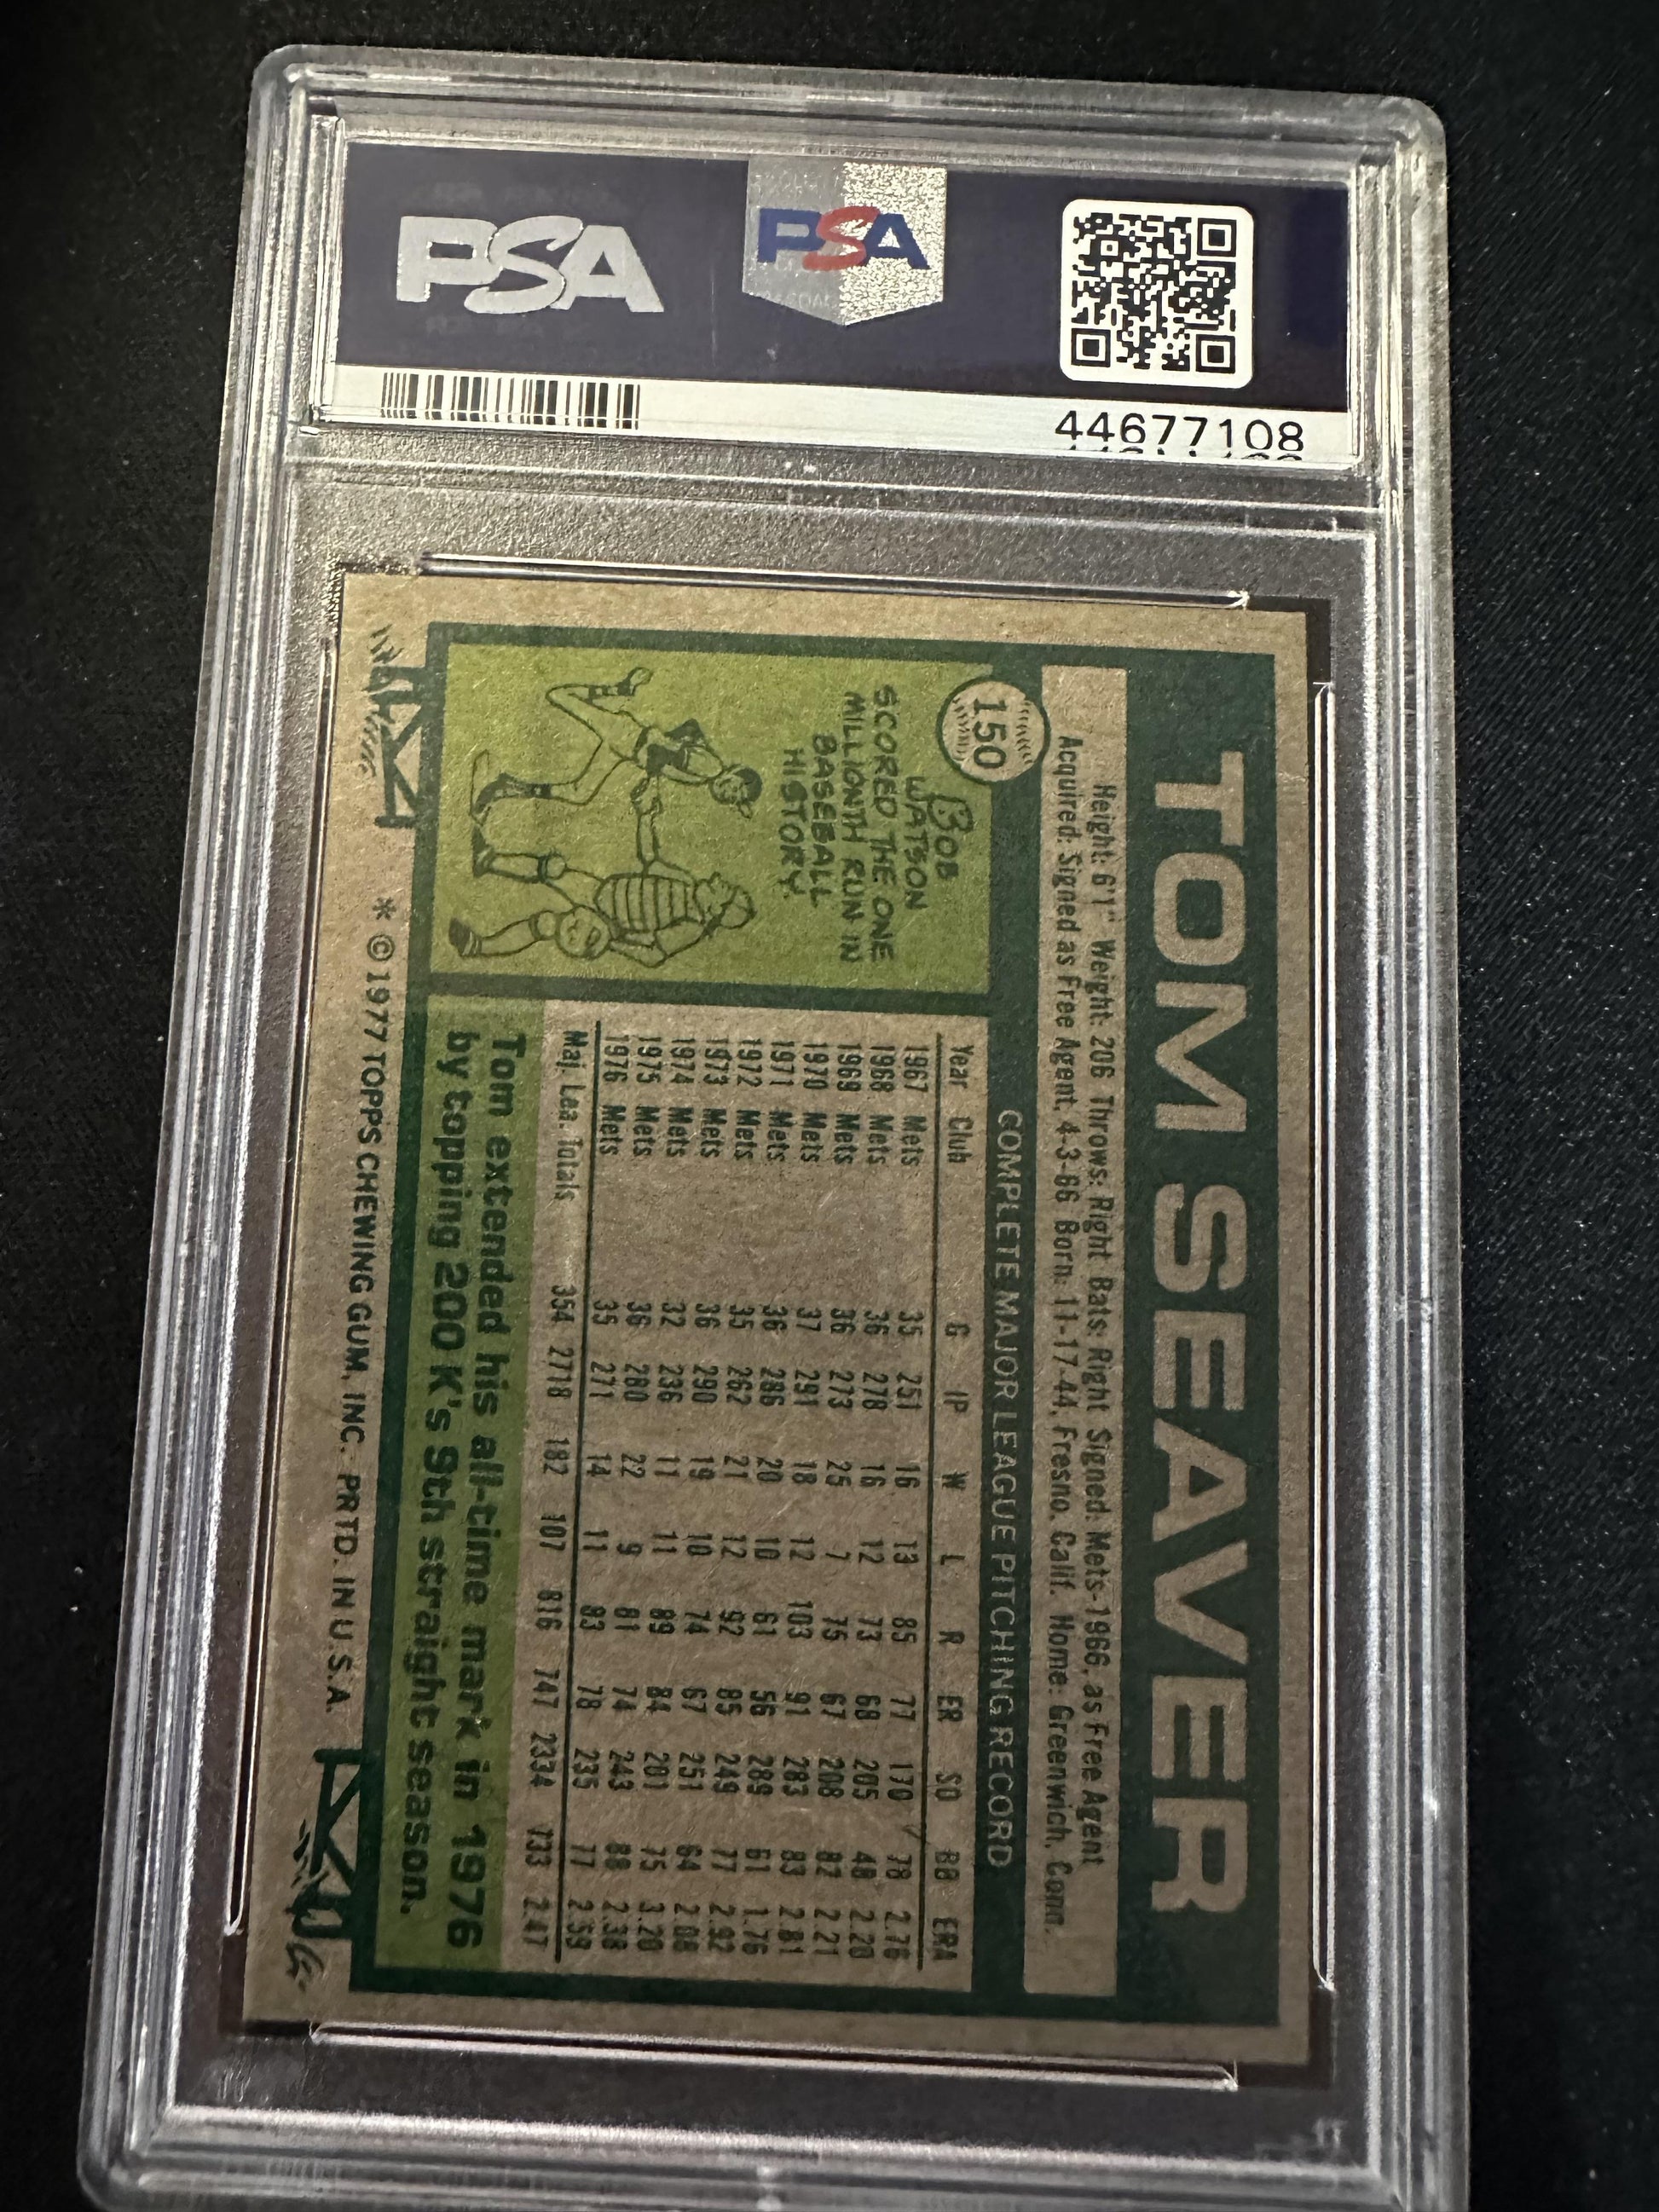 PSA
PSA
44677108
TOM SEAVER
Height: 6'1" Weight: 206 Throws: Right Bats: Right Signed: Mets-1966, as Free Agent
Acquired: Signed as Free Agent, 4-3-66 Born: 11-17-44, Fresno, Calif. Home: Greenwich, Conn.
150
COMPLETE MAJOR LEAGUE PITCHING RECORD
BOB
WATSON
SCORED THE ONE
MILLIONTH RUN IN
BASEBALL
HISTORY.
Year Club G IP W L R ER SO BB ERA
1967 Mets 35 251 16 13 85 77 170 78 2.76
1968 Mets 36 278 16 12 73 68 205 48 2.20
1969 Mets 36 273 25 7 75 67 208 82 2.21
1970 Mets 37 291 18 12 103 91 283 83 2.81
1971 Mets 36 286 20 10 61 56 289 61 1.76
1972 Mets 35 262 21 12 92 85 249 77 2.92
1973 Mets 36 290 19 10 74 67 251 64 2.08
1974 Mets 32 236 11 11 89 84 201 75 3.20
1975 Mets 36 280 22 9 81 74 243 88 2.38
1976 Mets 35 271 14 11 83 78 235 77 2.59
Maj. Lea. Totals 354 2718 182 107 816 747 2334 733 2.47
Tom extended his all-time mark in 1976
by topping 200 K's 9th straight season.
* ©1977 TOPPS CHEWING GUM, INC. PRTD. IN U.S.A.